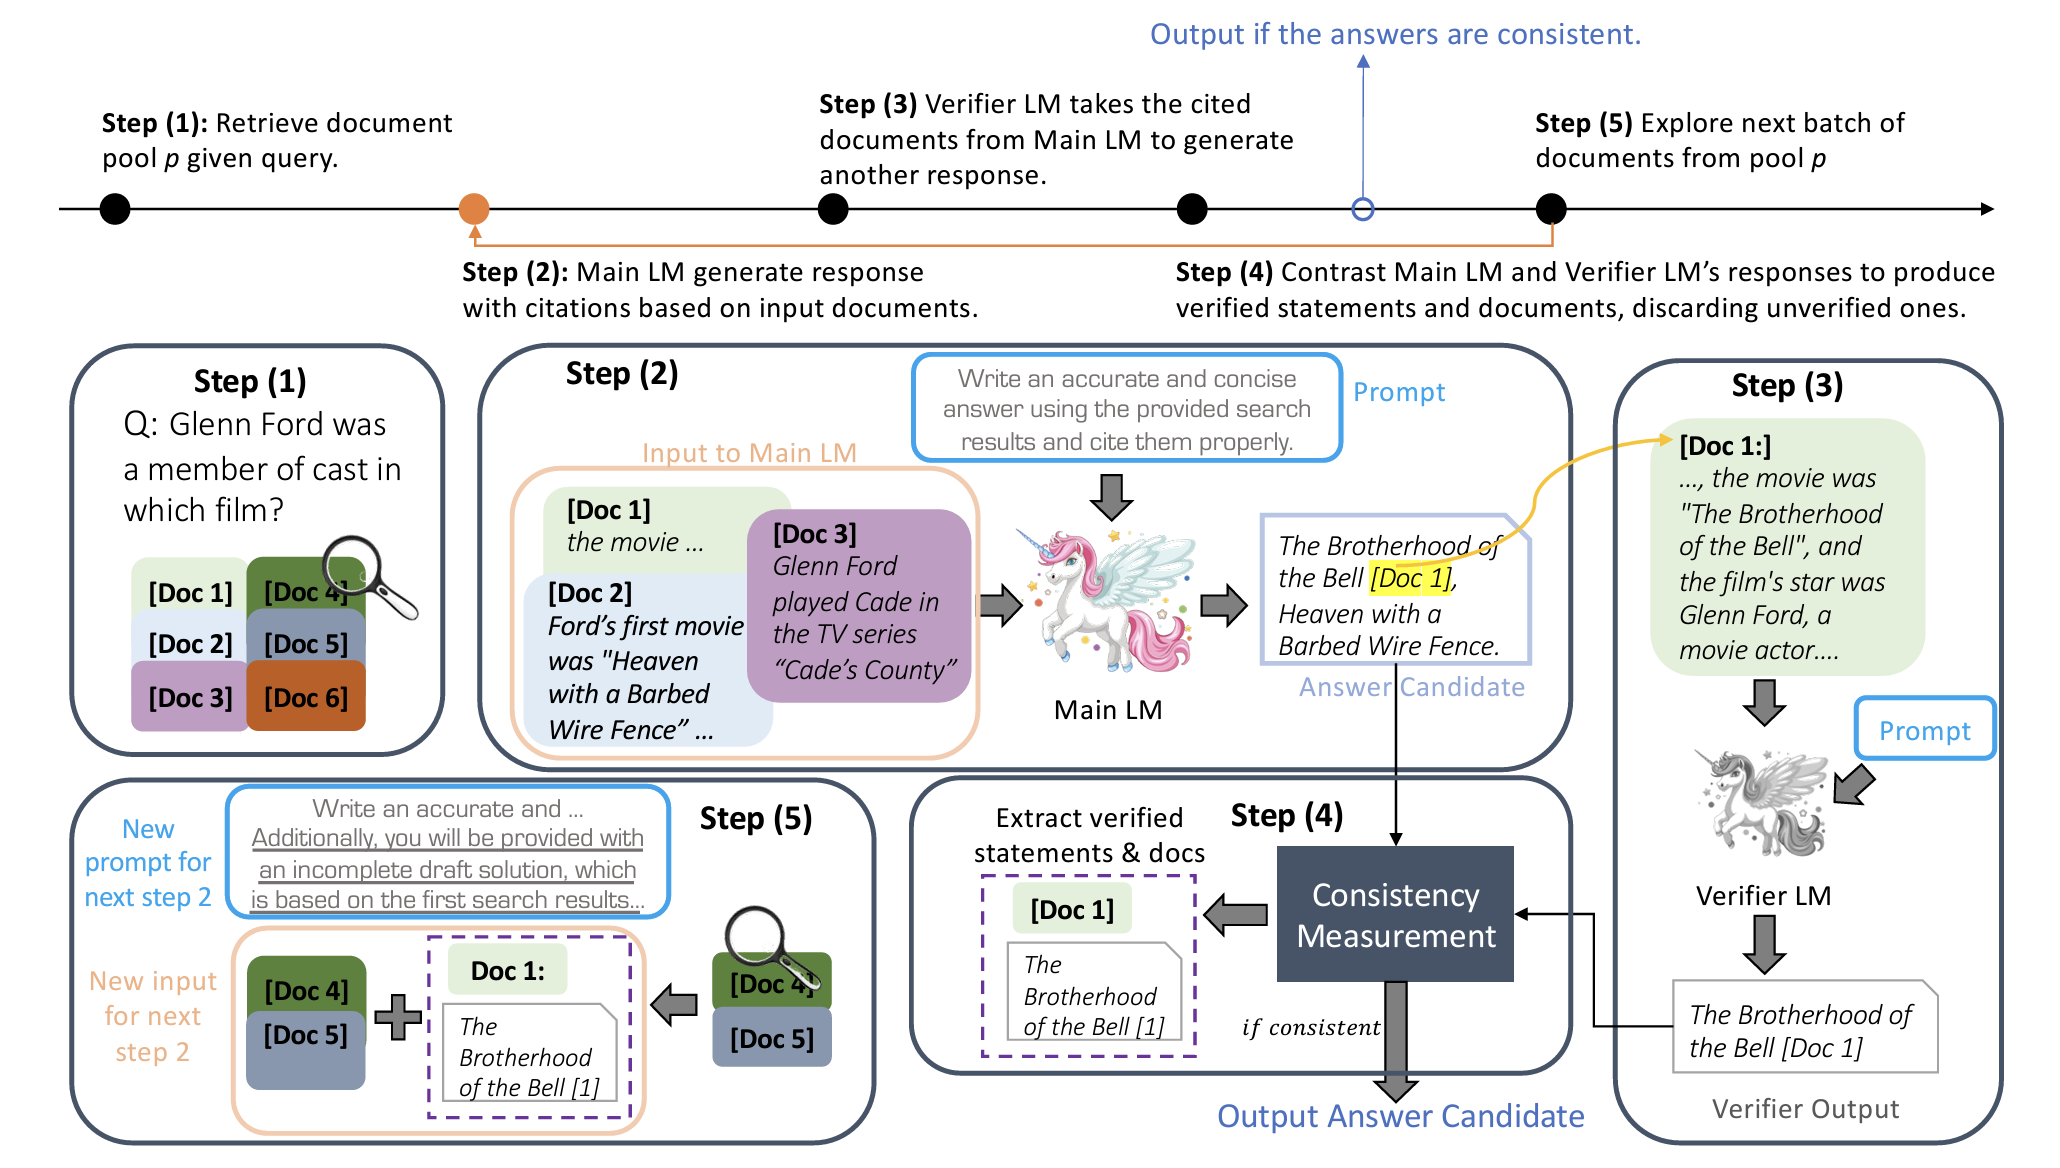 Output if the answers are consistent.
Step (1): Retrieve document
pool p given query.
Step (3) Verifier LM takes the cited
documents from Main LM to generate
another response.
Step (5) Explore next batch of
documents from pool p
Step (2): Main LM generate response
with citations based on input documents.
Step (4) Contrast Main LM and Verifier LM's responses to produce
verified statements and documents, discarding unverified ones.
Step (1)
Q: Glenn Ford was
a member of cast in
which film?
[Doc 1]
[Doc 4]
[Doc 2]
[Doc 5]
[Doc 3]
[Doc 6]
Step (2)
Write an accurate and concise
answer using the provided search
results and cite them properly.
Prompt
Input to Main LM
[Doc 1]
the movie ...
[Doc 2]
Ford’s first movie
was "Heaven
with a Barbed
Wire Fence” ...
[Doc 3]
Glenn Ford
played Cade in
the TV series
“Cade’s County”
Main LM
The Brotherhood of
the Bell [Doc 1],
Heaven with a
Barbed Wire Fence.
Answer Candidate
Step (3)
[Doc 1:]
..., the movie was
"The Brotherhood
of the Bell", and
the film's star was
Glenn Ford, a
movie actor....
Prompt
Verifier LM
The Brotherhood of
the Bell [Doc 1]
Verifier Output
Step (4)
Extract verified
statements & docs
[Doc 1]
The
Brotherhood
of the Bell [1]
Consistency
Measurement
if consistent
Output Answer Candidate
Step (5)
New
prompt for
next step 2
Write an accurate and ...
Additionally, you will be provided with
an incomplete draft solution, which
is based on the first search results...
New input
for next
step 2
[Doc 4]
[Doc 5]
Doc 1:
The
Brotherhood
of the Bell [1]
[Doc 4]
[Doc 5]